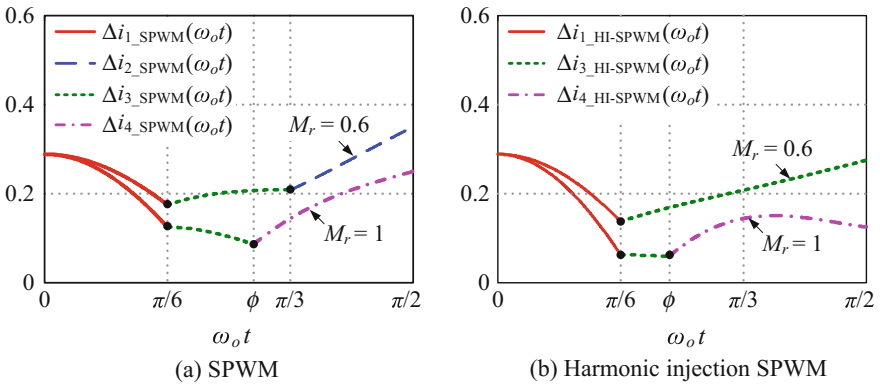 0.6
0.4
0.2
0
Δi1_SPWM(ωot)
Δi2_SPWM(ωot)
Δi3_SPWM(ωot)
Δi4_SPWM(ωot)
Mr = 0.6
Mr = 1
0 π/6 ϕ π/3 π/2
ωo t
(a) SPWM
0.6
0.4
0.2
0
Δi1_HI-SPWM(ωot)
Δi3_HI-SPWM(ωot)
Δi4_HI-SPWM(ωot)
Mr = 0.6
Mr = 1
0 π/6 ϕ π/3 π/2
ωo t
(b) Harmonic injection SPWM